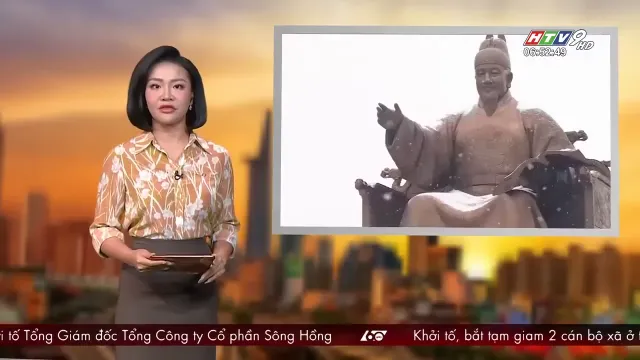 HTV9 HD
06:52:49
i tố Tổng Giám đốc Tổng Công ty Cổ phần Sông Hồng 60 Khởi tố, bắt tạm giam 2 cán bộ xã ở